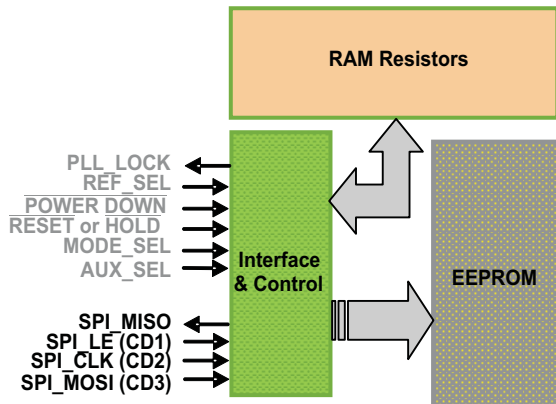 RAM Resistors
PLL_LOCK
REF_SEL
POWER DOWN
RESET or HOLD
MODE_SEL
AUX_SEL
Interface
& Control
EEPROM
SPI_MISO
SPI_LE (CD1)
SPI_CLK (CD2)
SPI_MOSI (CD3)